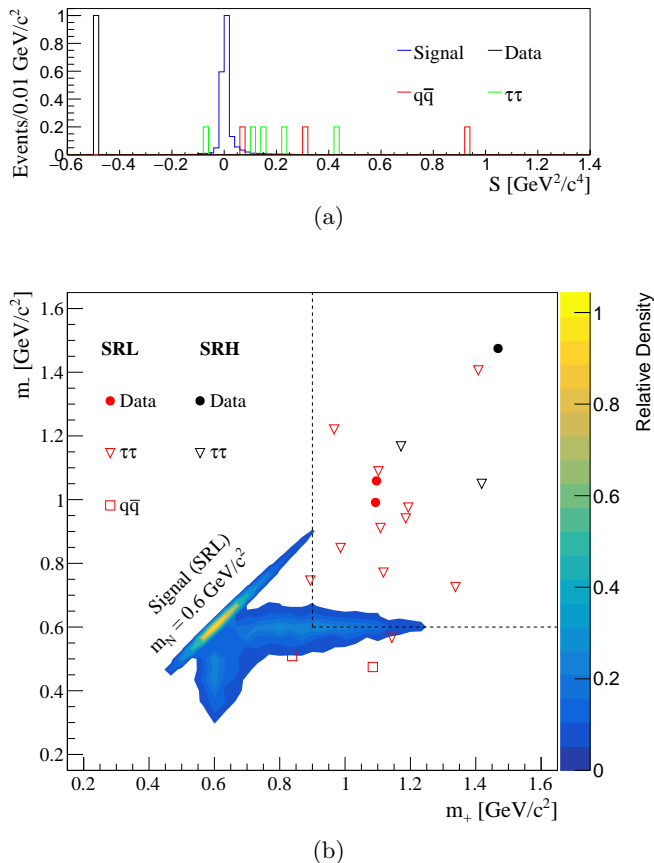 Events/0.01 GeV/c²
1
0.8
0.6
0.4
0.2
0
Signal
Data
qq̅
ττ
−0.6 −0.4 −0.2 0 0.2 0.4 0.6 0.8 1 1.2 1.4
S [GeV²/c⁴]
(a)
m₋ [GeV/c²]
1.6
1.4
1.2
1
0.8
0.6
0.4
0.2
SRL SRH
Data Data
ττ ττ
qq̅
Signal (SRL)
m_N = 0.6 GeV/c²
0.2 0.4 0.6 0.8 1 1.2 1.4 1.6
m₊ [GeV/c²]
Relative Density
1
0.8
0.6
0.4
0.2
0
(b)